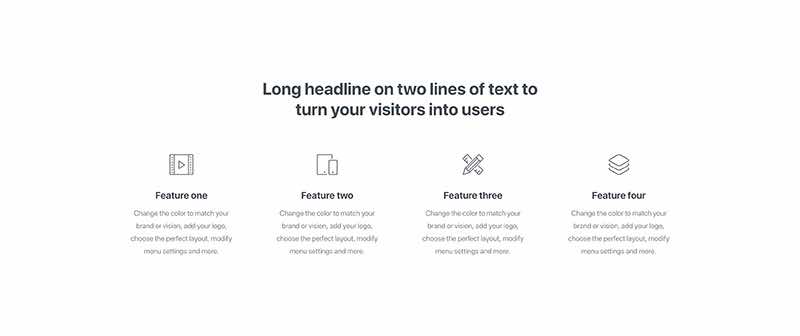 Long headline on two lines of text to
turn your visitors into users
Feature one
Change the color to match your
brand or vision, add your logo,
choose the perfect layout, modify
menu settings and more.
Feature two
Change the color to match your
brand or vision, add your logo,
choose the perfect layout, modify
menu settings and more.
Feature three
Change the color to match your
brand or vision, add your logo,
choose the perfect layout, modify
menu settings and more.
Feature four
Change the color to match your
brand or vision, add your logo,
choose the perfect layout, modify
menu settings and more.